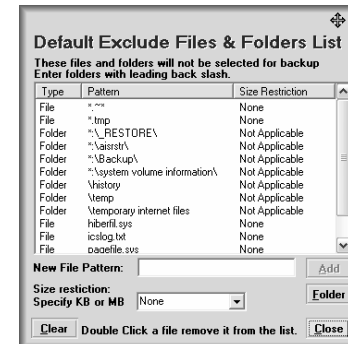 Default Exclude Files & Folders List
These files and folders will not be selected for backup
Enter folders with leading back slash.
Type Pattern Size Restriction
File *.~* None
File *.tmp None
Folder *:\_RESTORE\ Not Applicable
Folder *:\aisrstr\ Not Applicable
Folder *:\Backup\ Not Applicable
Folder *:\system volume information\ Not Applicable
Folder \history Not Applicable
Folder \temp Not Applicable
Folder \temporary internet files Not Applicable
File hiberfil.sys None
File icslog.txt None
File pagefile.sys None
New File Pattern: Add
Size restiction:
Specify KB or MB None Folder
Clear Double Click a file remove it from the list. Close